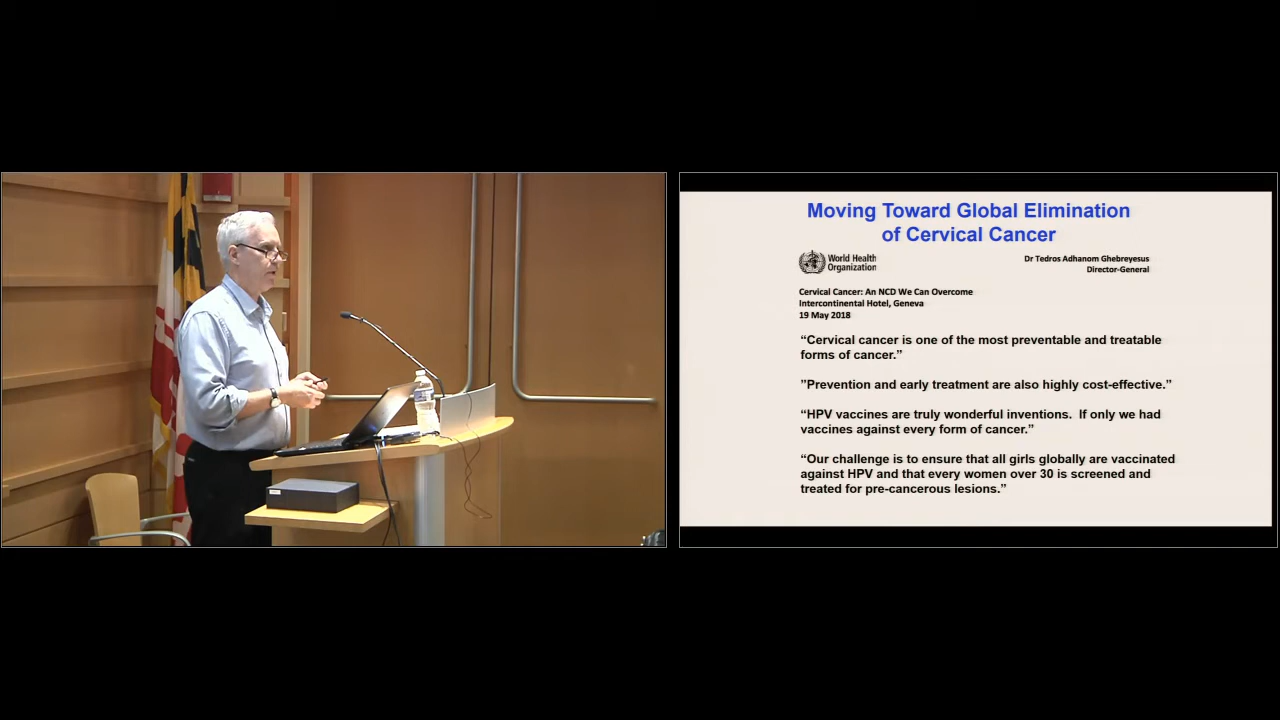 Moving Toward Global Elimination
of Cervical Cancer
World Health
Organization
Dr Tedros Adhanom Ghebreyesus
Director-General
Cervical Cancer: An NCD We Can Overcome
Intercontinental Hotel, Geneva
19 May 2018
“Cervical cancer is one of the most preventable and treatable
forms of cancer.”
”Prevention and early treatment are also highly cost-effective.”
“HPV vaccines are truly wonderful inventions.  If only we had
vaccines against every form of cancer.”
“Our challenge is to ensure that all girls globally are vaccinated
against HPV and that every women over 30 is screened and
treated for pre-cancerous lesions.”